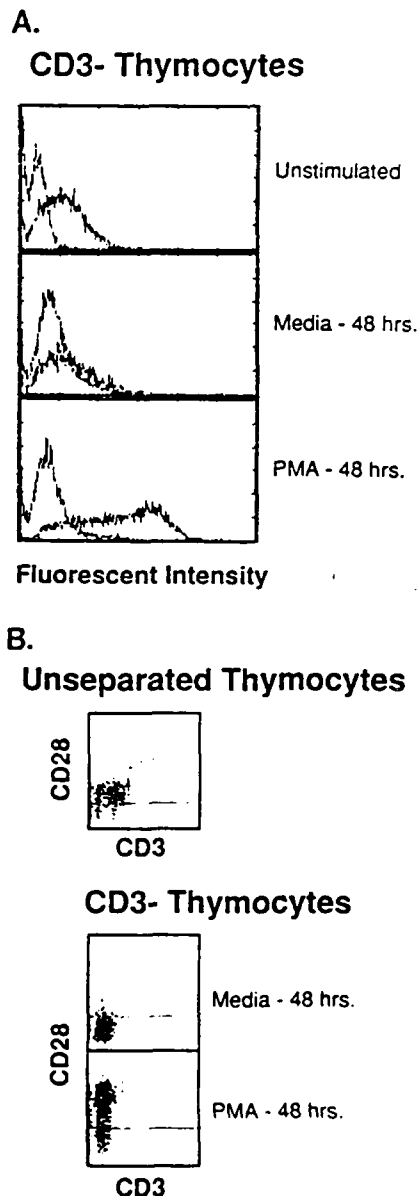 A.
CD3- Thymocytes
Unstimulated
Media - 48 hrs.
PMA - 48 hrs.
Fluorescent Intensity
B.
Unseparated Thymocytes
CD28
CD3
CD3- Thymocytes
Media - 48 hrs.
CD28
PMA - 48 hrs.
CD3